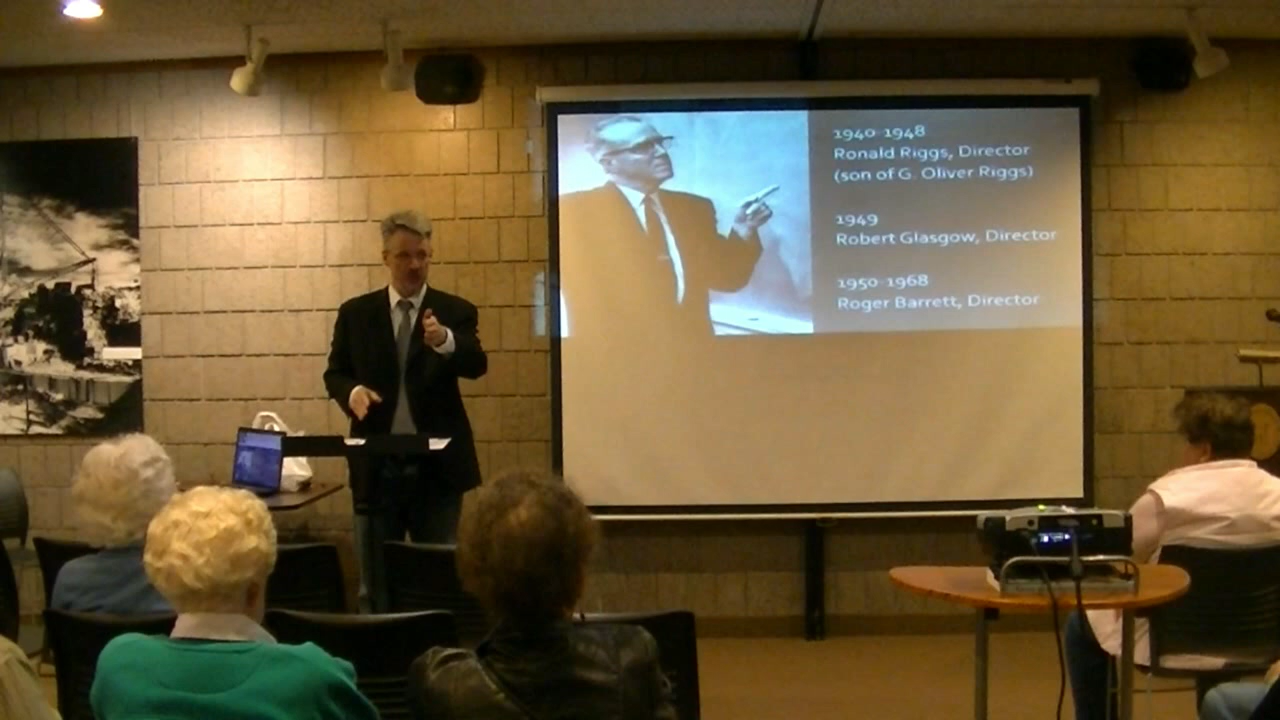 1940-1948
Ronald Riggs, Director
(son of G. Oliver Riggs)
1949
Robert Glasgow, Director
1950-1968
Roger Barrett, Director